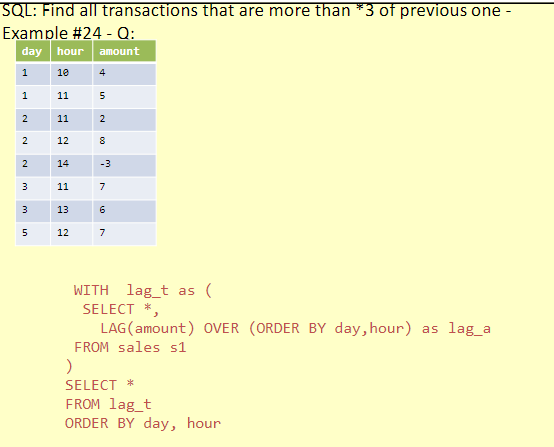 SQL: Find all transactions that are more than *3 of previous one -
Example #24 - Q:
day hour amount
1 10 4
1 11 5
2 11 2
2 12 8
2 14 -3
3 11 7
3 13 6
5 12 7
WITH lag_t as (
SELECT *,
LAG(amount) OVER (ORDER BY day,hour) as lag_a
FROM sales s1
)
SELECT *
FROM lag_t
ORDER BY day, hour